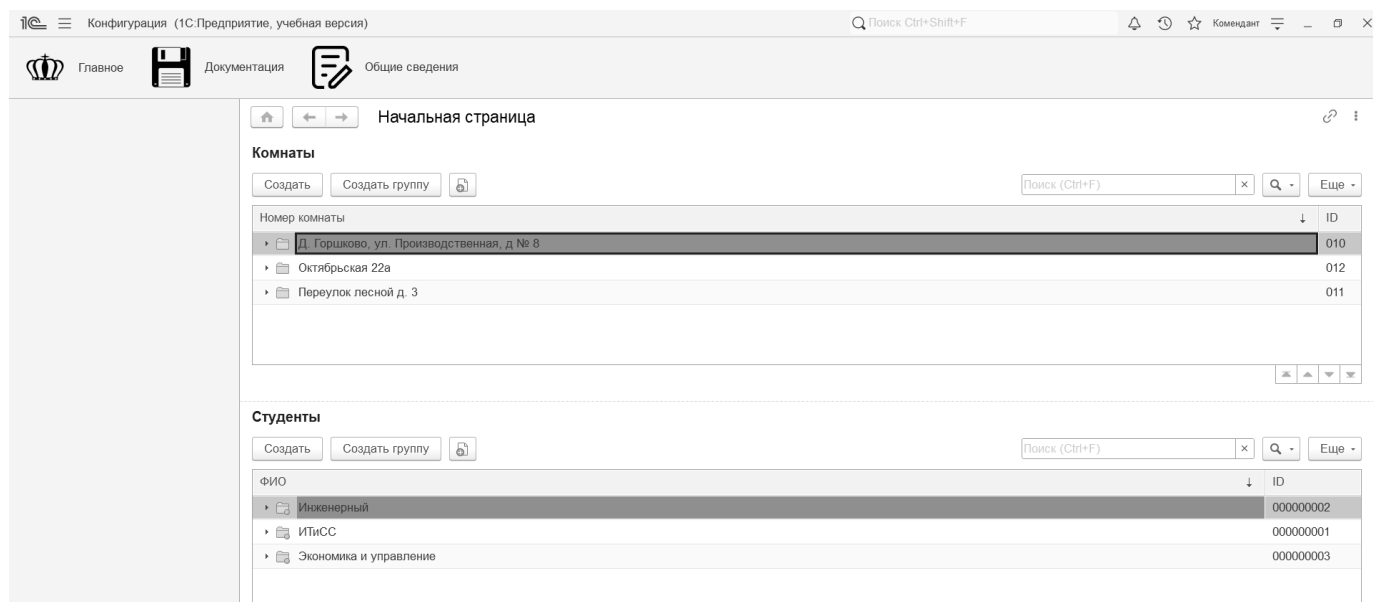 1С Конфигурация (1С:Предприятие, учебная версия) Поиск Ctrl+Shift+F Комендант
Главное Документация Общие сведения
Начальная страница
Комнаты
Создать Создать группу Поиск (Ctrl+F) × Еще
Номер комнаты ↓ ID
Д. Горшково, ул. Производственная, д № 8 010
Октябрьская 22а 012
Переулок лесной д. 3 011
Студенты
Создать Создать группу Поиск (Ctrl+F) × Еще
ФИО ↓ ID
Инженерный 000000002
ИТиСС 000000001
Экономика и управление 000000003